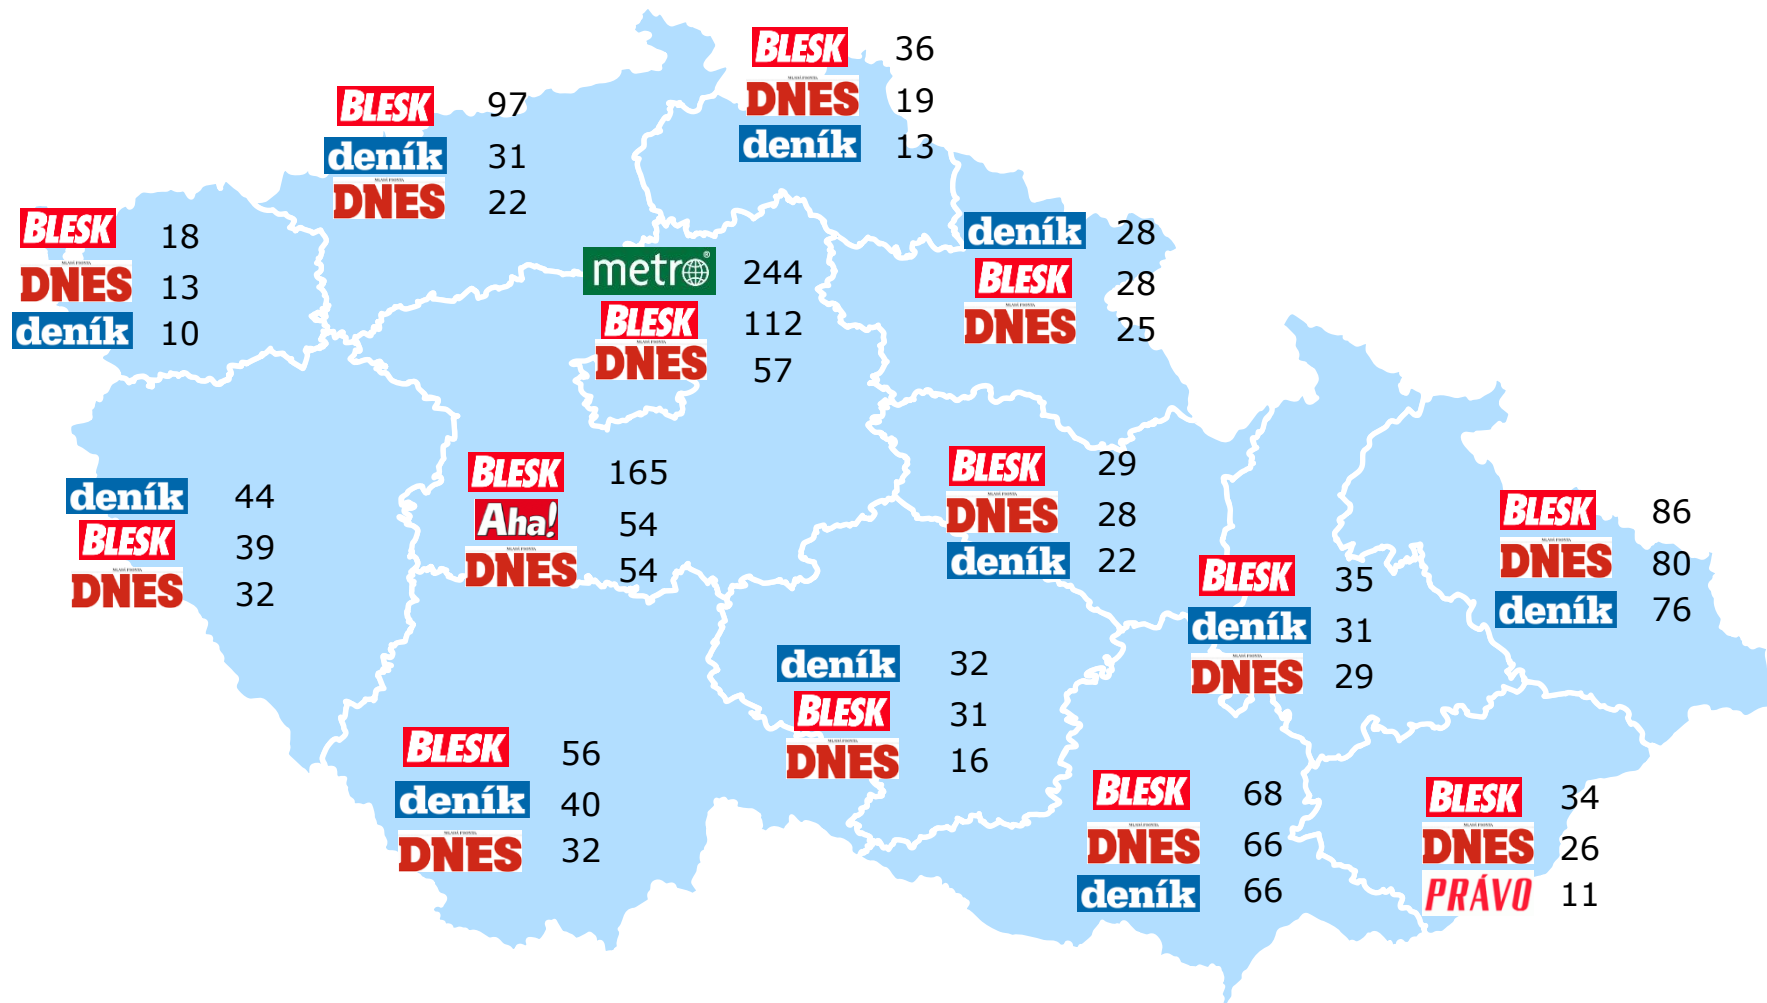 BLESK 36
DNES 19
deník 13
BLESK 97
deník 31
DNES 22
BLESK 18
DNES 13
deník 10
metro 244
BLESK 112
DNES 57
deník 28
BLESK 28
DNES 25
deník 44
BLESK 39
DNES 32
BLESK 165
Aha! 54
DNES 54
BLESK 29
DNES 28
deník 22
BLESK 35
deník 31
DNES 29
BLESK 86
DNES 80
deník 76
deník 32
BLESK 31
DNES 16
BLESK 56
deník 40
DNES 32
BLESK 68
DNES 66
deník 66
BLESK 34
DNES 26
PRÁVO 11